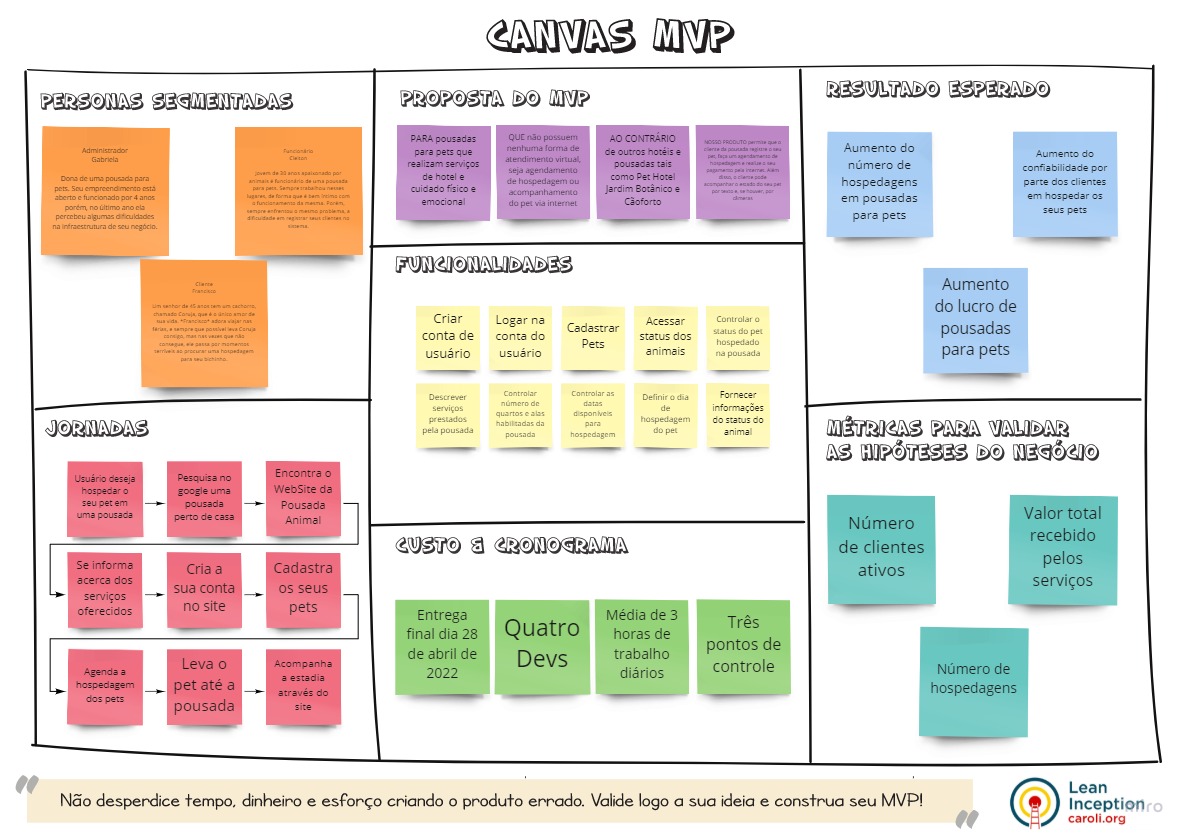 CANVAS MVP
PERSONAS SEGMENTADAS
Administrador
Gabriela
Dona de uma pousada para
pets. Seu empreendimento está
aberto e funcionado por 4 anos
porém, no último ano ela
percebeu algumas dificuldades
na infraestrutura de seu negócio.
Funcionário
Cleison
Jovem de 30 anos apaixonado por
animais e funcionário de uma pousada
para pets. Sempre trabalhou nesses
lugares, de forma que é bem íntimo com
o funcionamento da mesma. Porém,
sempre enfrentou o mesmo problema, a
dificuldade em registrar seus clientes no
sistema.
Cliente
Francisco
Um senhor de 45 anos tem um cachorro,
chamado Coruja, que é o único amor de
sua vida. *Francisco* adora viajar nas
férias, e sempre que possível leva Coruja
consigo, mas nas vezes que não
consegue, ele passa por momentos
terríveis ao procurar uma hospedagem
para seu bichinho.
PROPOSTA DO MVP
PARA pousadas
para pets que
realizam serviços
de hotel e
cuidado físico e
emocional
QUE não possuem
nenhuma forma de
atendimento virtual,
seja agendamento
de hospedagem ou
acompanhamento
do pet via internet
AO CONTRÁRIO
de outros hotéis e
pousadas tais
como Pet Hotel
Jardim Botânico e
Cãoforto
NOSSO PRODUTO permite que o
cliente da pousada registre o seu
pet, faça um agendamento de
hospedagem e realize o seu
pagamento pela internet. Além
disso, o cliente pode
acompanhar o estado do seu pet
por texto e, se houver, por
câmeras
RESULTADO ESPERADO
Aumento do
número de
hospedagens
em pousadas
para pets
Aumento do
confiabilidade por
parte dos clientes
em hospedar os
seus pets
Aumento
do lucro de
pousadas
para pets
FUNCIONALIDADES
Criar
conta de
usuário
Logar na
conta do
usuário
Cadastrar
Pets
Acessar
status dos
animais
Controlar o
status do pet
hospedado
na pousada
Descrever
serviços
prestados
pela pousada
Controlar
número de
quartos e alas
habilitadas da
pousada
Controlar as
datas
disponíveis
para
hospedagem
Definir o dia
de
hospedagem
do pet
Fornecer
informações
do status do
animal
JORNADAS
Usuário deseja
hospedar o
seu pet em
uma pousada
Pesquisa no
google uma
pousada
perto de casa
Encontra o
WebSite da
Pousada
Animal
Se informa
acerca dos
serviços
oferecidos
Cria a
sua conta
no site
Cadastra
os seus
pets
Agenda a
hospedagem
dos pets
Leva o
pet até a
pousada
Acompanha
a estadia
através do
site
CUSTO & CRONOGRAMA
Entrega
final dia 28
de abril de
2022
Quatro
Devs
Média de 3
horas de
trabalho
diários
Três
pontos de
controle
MÉTRICAS PARA VALIDAR
AS HIPÓTESES DO NEGÓCIO
Número
de clientes
ativos
Valor total
recebido
pelos
serviços
Número de
hospedagens
Não desperdice tempo, dinheiro e esforço criando o produto errado. Valide logo a sua ideia e construa seu MVP!
Lean
Inception
caroli.org
miro